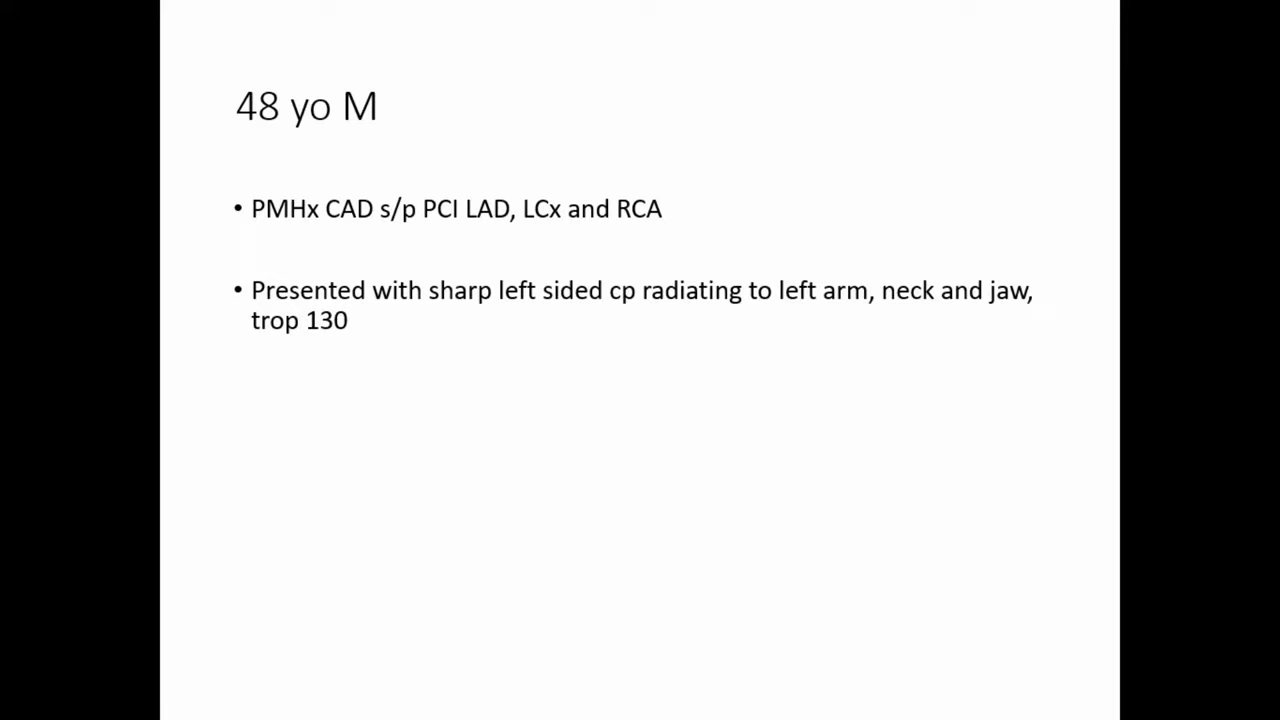 48 yo M
• PMHx CAD s/p PCI LAD, LCx and RCA
• Presented with sharp left sided cp radiating to left arm, neck and jaw,
trop 130